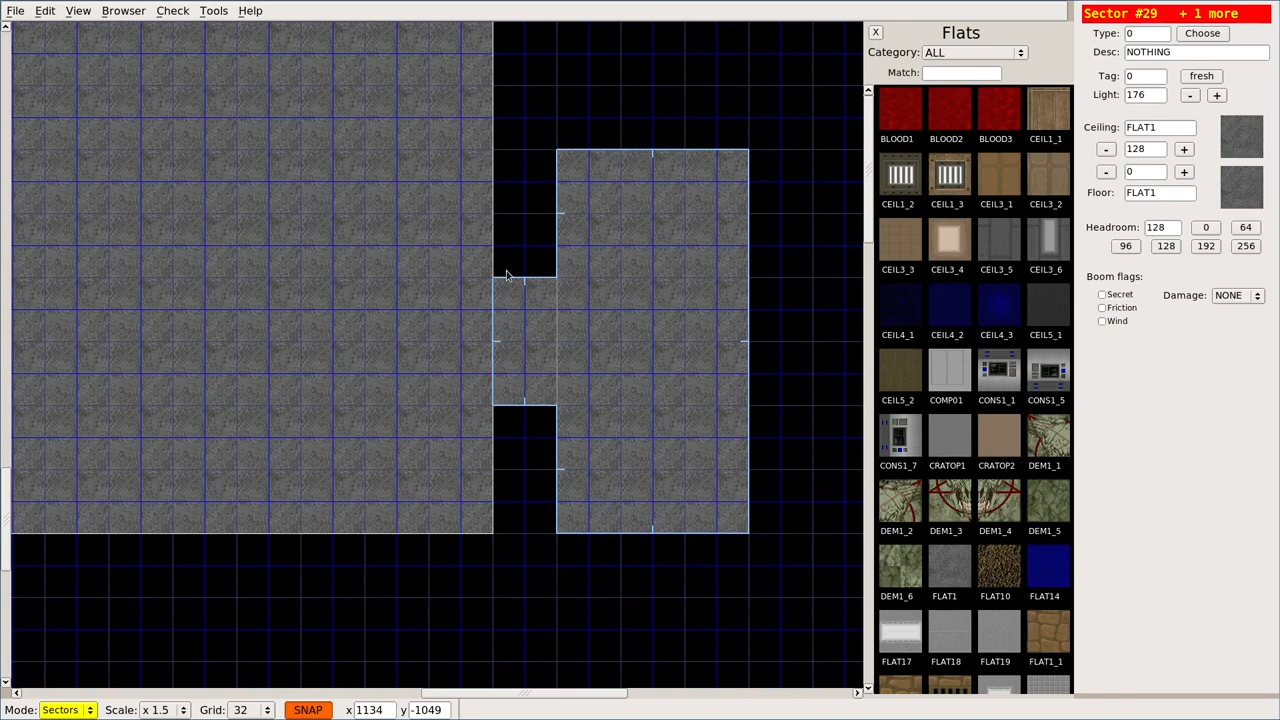 File Edit View Browser Check Tools Help
X Flats
Category: ALL
Match:
BLOOD1 BLOOD2 BLOOD3 CEIL1_1
CEIL1_2 CEIL1_3 CEIL3_1 CEIL3_2
CEIL3_3 CEIL3_4 CEIL3_5 CEIL3_6
CEIL4_1 CEIL4_2 CEIL4_3 CEIL5_1
CEIL5_2 COMP01 CONS1_1 CONS1_5
CONS1_7 CRATOP1 CRATOP2 DEM1_1
DEM1_2 DEM1_3 DEM1_4 DEM1_5
DEM1_6 FLAT1 FLAT10 FLAT14
FLAT17 FLAT18 FLAT19 FLAT1_1
Sector #29 + 1 more
Type: 0 Choose
Desc: NOTHING
Tag: 0 fresh
Light: 176 - +
Ceiling: FLAT1
- 128 +
- 0 +
Floor: FLAT1
Headroom: 128 0 64
96 128 192 256
Boom flags:
Secret Damage: NONE
Friction
Wind
Mode: Sectors Scale: x 1.5 Grid: 32 SNAP x 1134 y -1049